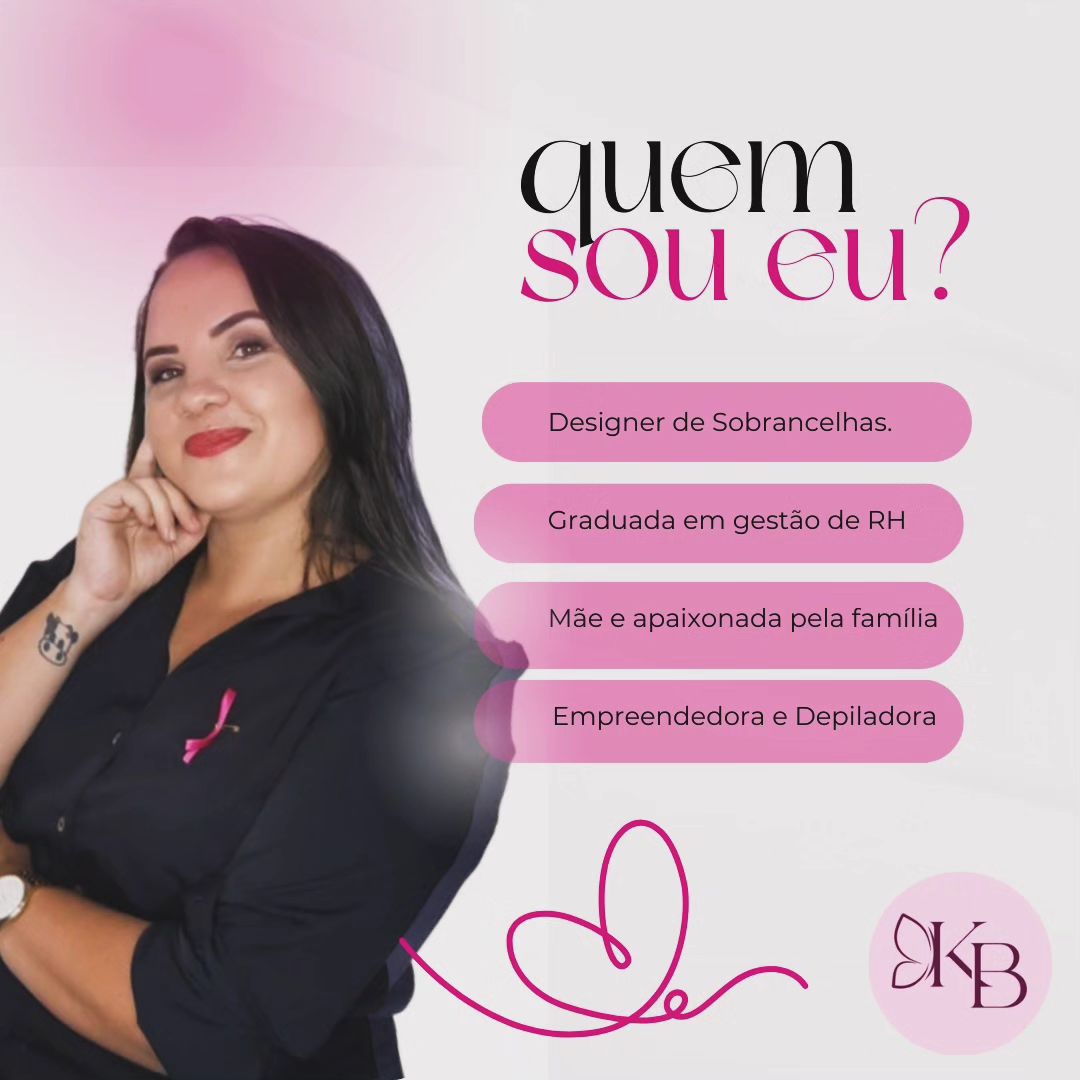 quem
sou eu?
Designer de Sobrancelhas.
Graduada em gestão de RH
Mãe e apaixonada pela família
Empreendedora e Depiladora
KB